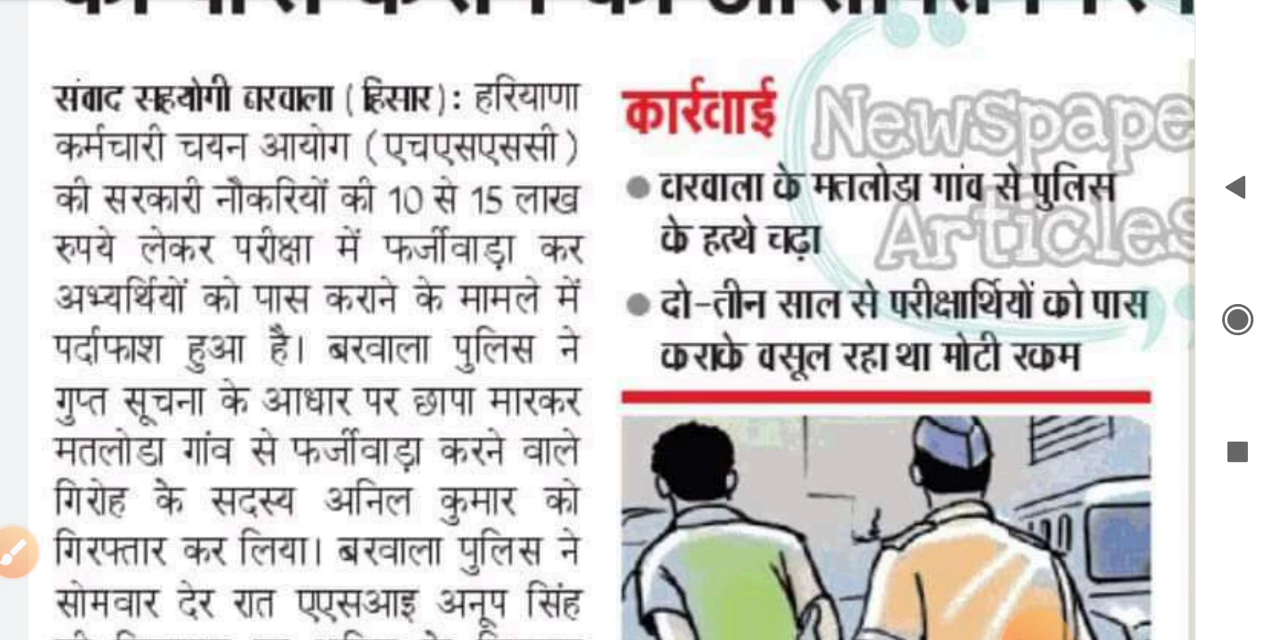 संवाद सहयोगी बरवाला ( हिसार ) : हरियाणा
कर्मचारी चयन आयोग ( एचएसएससी )
की सरकारी नौकरियों की 10 से 15 लाख
रुपये लेकर परीक्षा में फर्जीवाड़ा कर
अभ्यर्थियों को पास कराने के मामले में
पर्दाफाश हुआ है। बरवाला पुलिस ने
गुप्त सूचना के आधार पर छापा मारकर
मतलोडा गांव से फर्जीवाड़ा करने वाले
गिरोह के सदस्य अनिल कुमार को
गिरफ्तार कर लिया। बरवाला पुलिस ने
सोमवार देर रात एएसआइ अनूप सिंह
कार्रवाई
बरवाला के मतलोडा गांव से पुलिस
के हत्थे चढ़ा
दो-तीन साल से परीक्षार्थियों को पास
कराके वसूल रहा था मोटी रकम
Newspape
Articles